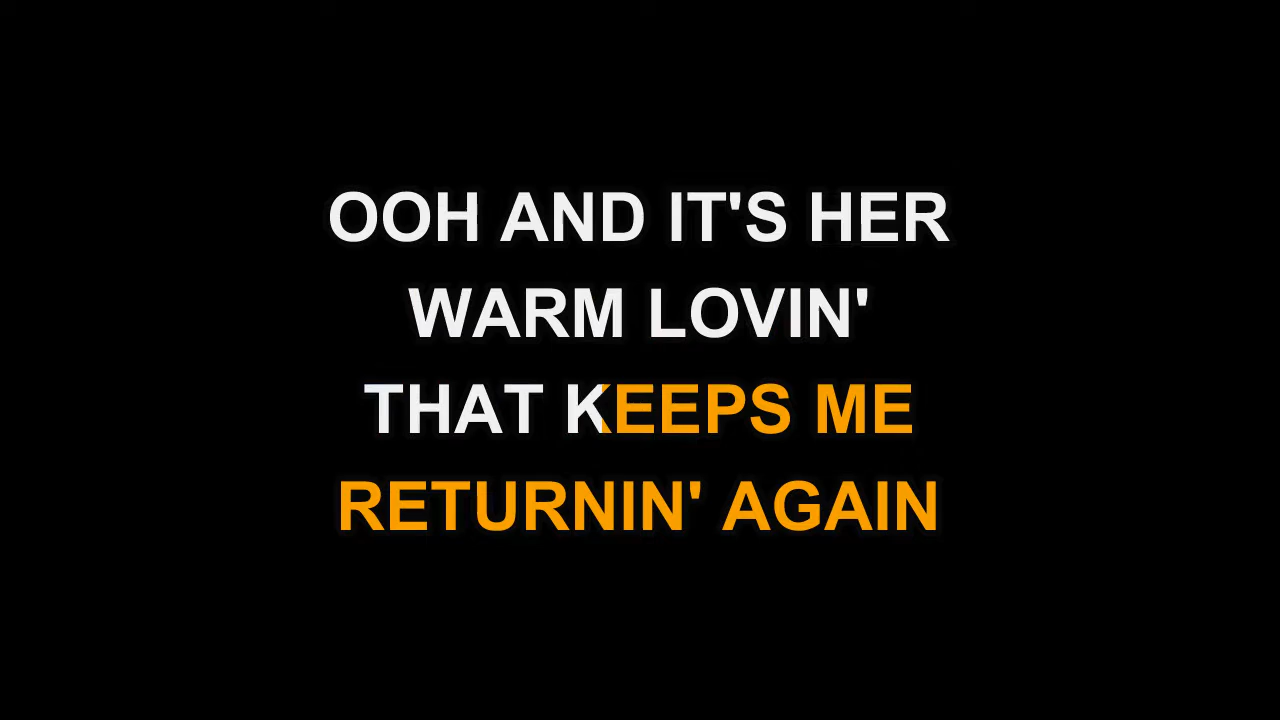 OOH AND IT'S HER
WARM LOVIN'
THAT KEEPS ME
RETURNIN' AGAIN